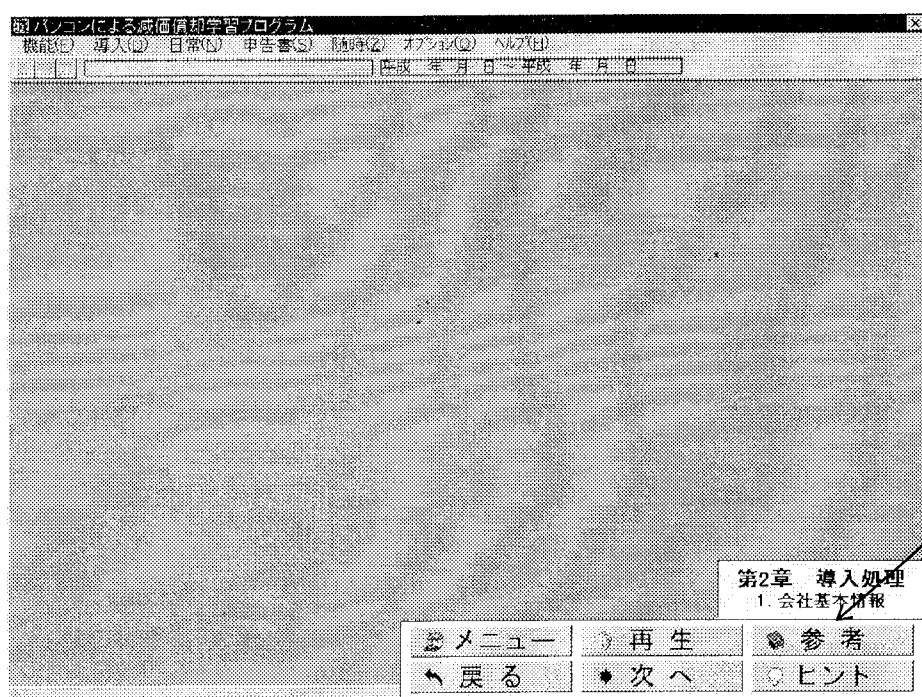 パソコンによる減価償却学習プログラム
機能(F) 導入(D) 日常(N) 申告書(S) 随時(Z) オプション(O) ヘルプ(H)
平成 年 月 日 ～ 平成 年 月 日
第2章 導入処理
1. 会社基本情報
メニュー 再生 参考
戻る 次へ ヒント